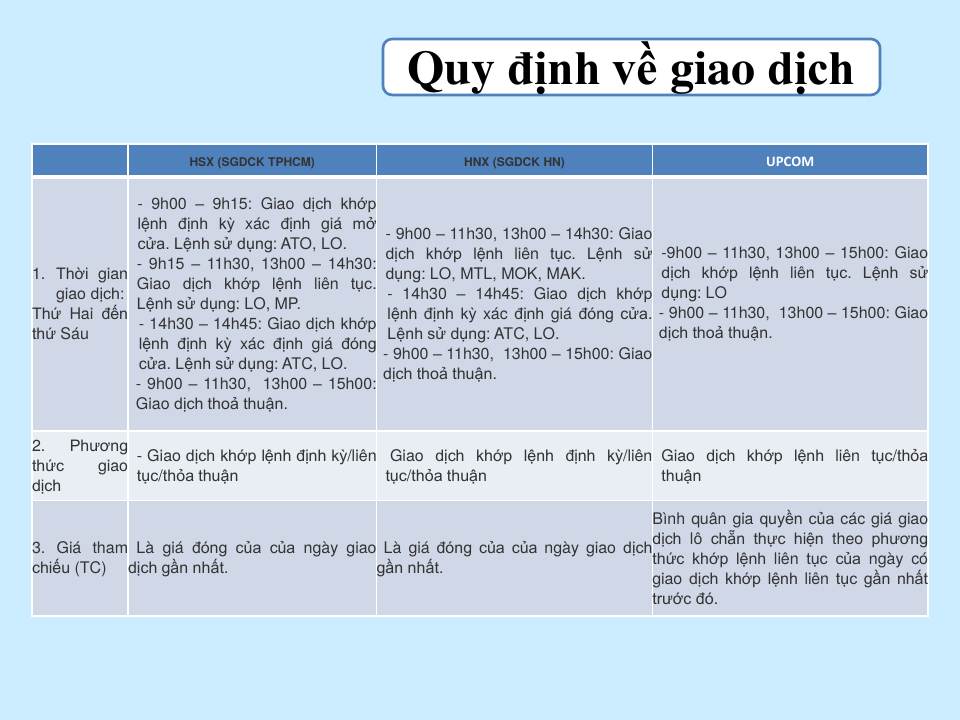 Quy định về giao dịch
HSX (SGDCK TPHCM)
HNX (SGDCK HN)
UPCOM
1. Thời gian
giao dịch:
Thứ Hai đến
thứ Sáu
- 9h00 – 9h15: Giao dịch khớp
lệnh định kỳ xác định giá mở
cửa. Lệnh sử dụng: ATO, LO.
- 9h15 – 11h30, 13h00 – 14h30:
Giao dịch khớp lệnh liên tục.
Lệnh sử dụng: LO, MP.
- 14h30 – 14h45: Giao dịch khớp
lệnh định kỳ xác định giá đóng
cửa. Lệnh sử dụng: ATC, LO.
- 9h00 – 11h30, 13h00 – 15h00:
Giao dịch thoả thuận.
- 9h00 – 11h30, 13h00 – 14h30: Giao
dịch khớp lệnh liên tục. Lệnh sử
dụng: LO, MTL, MOK, MAK.
- 14h30 – 14h45: Giao dịch khớp
lệnh định kỳ xác định giá đóng cửa.
Lệnh sử dụng: ATC, LO.
- 9h00 – 11h30, 13h00 – 15h00: Giao
dịch thoả thuận.
-9h00 – 11h30, 13h00 – 15h00: Giao
dịch khớp lệnh liên tục. Lệnh sử
dụng: LO
- 9h00 – 11h30, 13h00 – 15h00: Giao
dịch thoả thuận.
2. Phương
thức giao
dịch
- Giao dịch khớp lệnh định kỳ/liên
tục/thỏa thuận
Giao dịch khớp lệnh định kỳ/liên
tục/thỏa thuận
Giao dịch khớp lệnh liên tục/thỏa
thuận
3. Giá tham
chiếu (TC)
Là giá đóng của của ngày giao
dịch gần nhất.
Là giá đóng của của ngày giao dịch
gần nhất.
Bình quân gia quyền của các giá giao
dịch lô chẵn thực hiện theo phương
thức khớp lệnh liên tục của ngày có
giao dịch khớp lệnh liên tục gần nhất
trước đó.